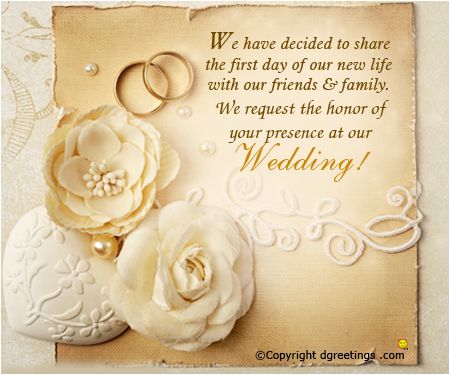 We have decided to share
the first day of our new life
with our friends & family.
We request the honor of
your presence at our
Wedding!
©Copyright dgreetings .com